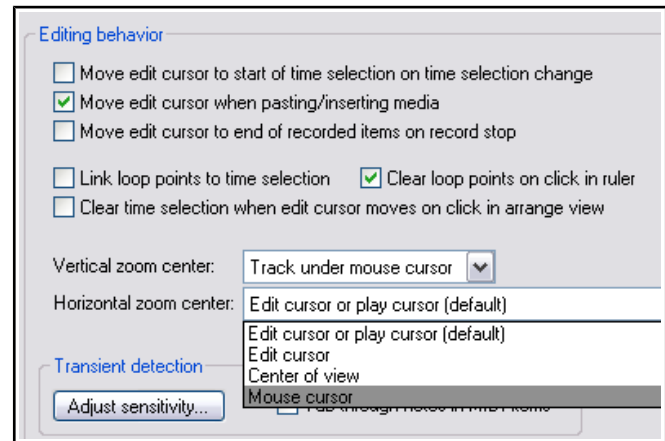 Editing behavior
Move edit cursor to start of time selection on time selection change
Move edit cursor when pasting/inserting media
Move edit cursor to end of recorded items on record stop
Link loop points to time selection Clear loop points on click in ruler
Clear time selection when edit cursor moves on click in arrange view
Vertical zoom center: Track under mouse cursor
Horizontal zoom center: Edit cursor or play cursor (default)
Edit cursor or play cursor (default)
Edit cursor
Transient detection
Center of view
Mouse cursor
Adjust sensitivity...